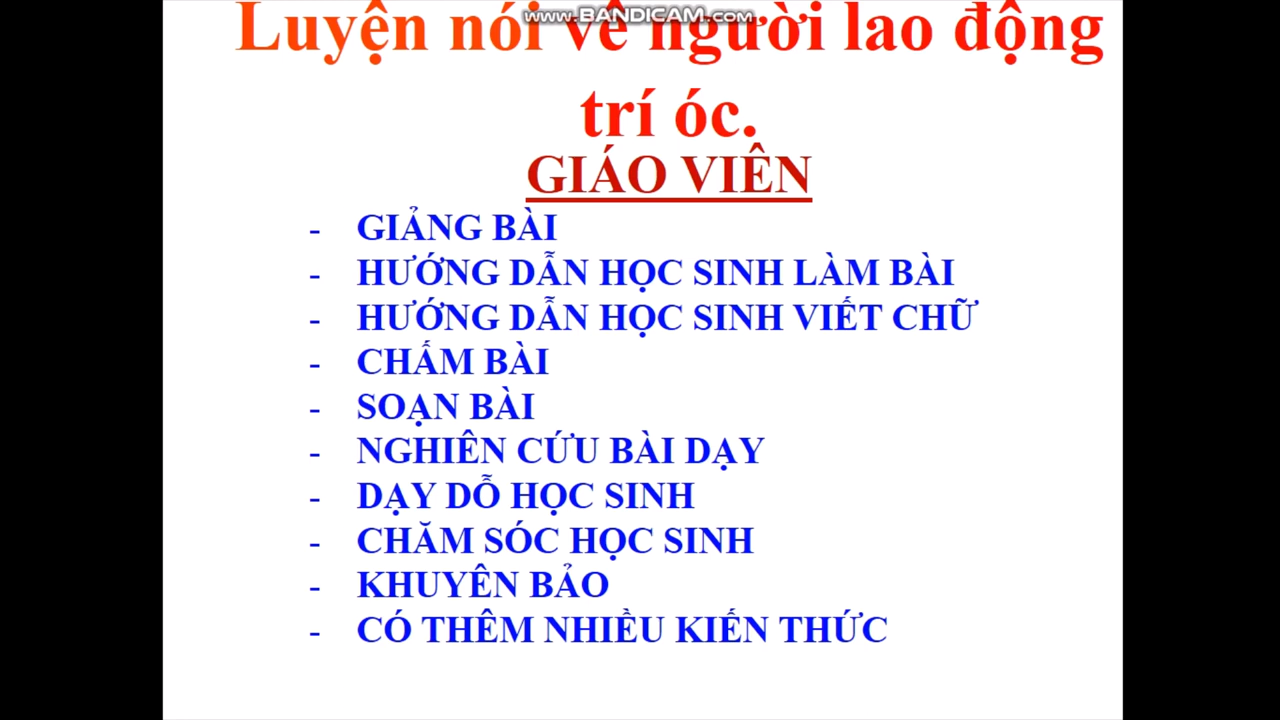 www.BANDICAM.com
Luyện nói về người lao động
trí óc.
GIÁO VIÊN
- GIẢNG BÀI
- HƯỚNG DẪN HỌC SINH LÀM BÀI
- HƯỚNG DẪN HỌC SINH VIẾT CHỮ
- CHẤM BÀI
- SOẠN BÀI
- NGHIÊN CỨU BÀI DẠY
- DẠY DỖ HỌC SINH
- CHĂM SÓC HỌC SINH
- KHUYÊN BẢO
- CÓ THÊM NHIỀU KIẾN THỨC